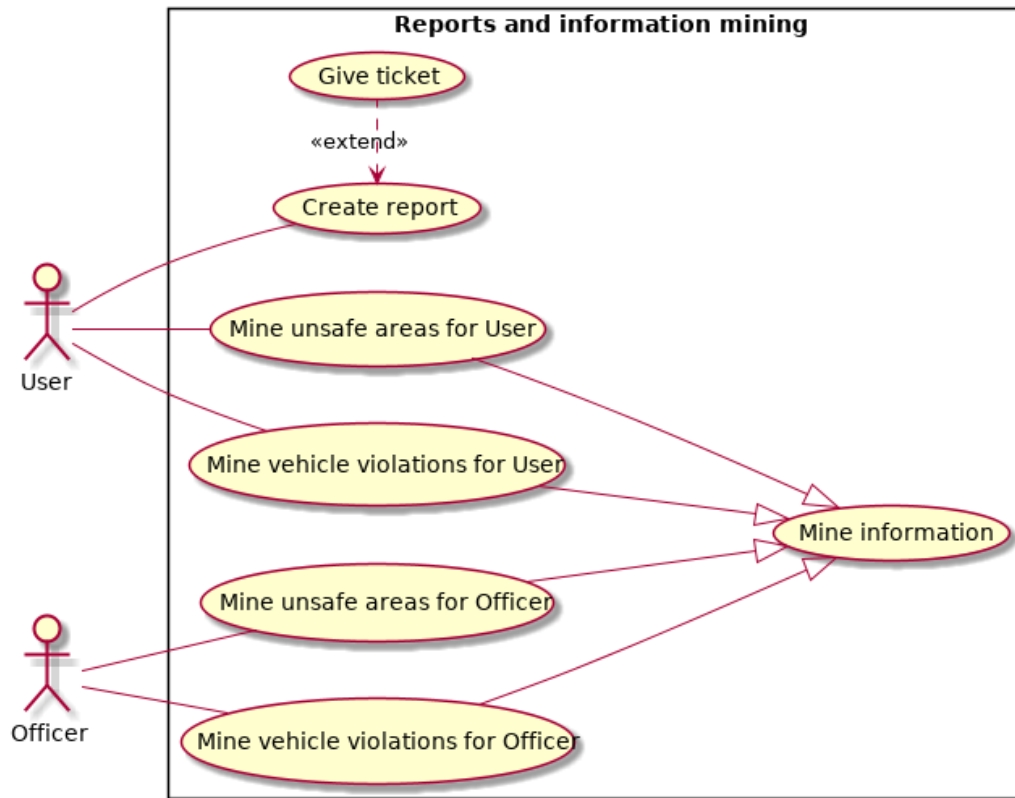 Reports and information mining
Give ticket
«extend»
Create report
Mine unsafe areas for User
User
Mine vehicle violations for User
Mine information
Mine unsafe areas for Officer
Officer
Mine vehicle violations for Officer